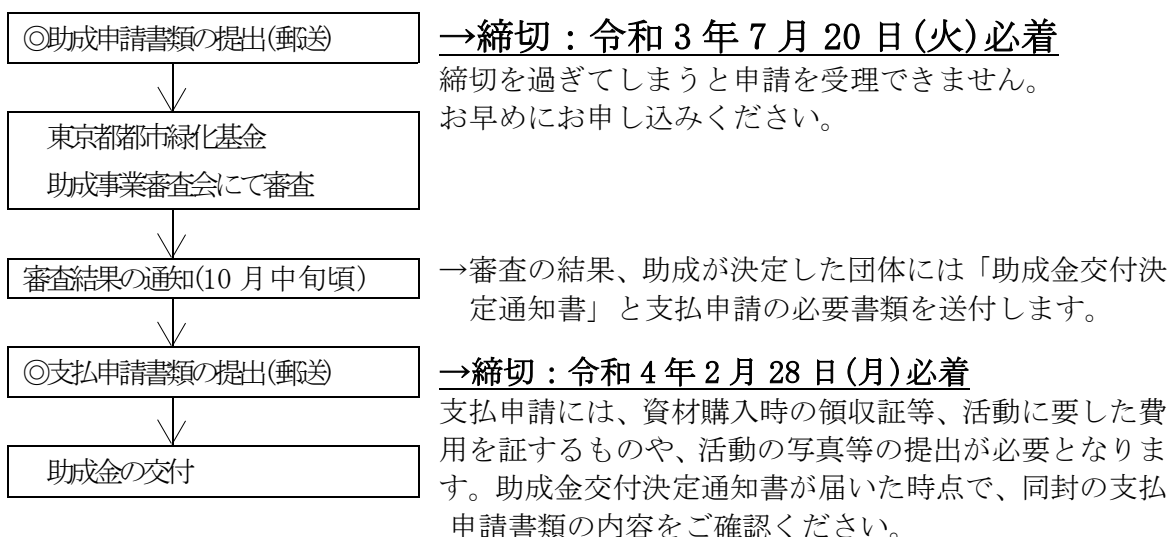 ◎助成申請書類の提出(郵送)
→締切：令和3年7月20日(火)必着
締切を過ぎてしまうと申請を受理できません。
お早めにお申し込みください。
東京都都市緑化基金
助成事業審査会にて審査
審査結果の通知(10月中旬頃)
→審査の結果、助成が決定した団体には「助成金交付決
定通知書」と支払申請の必要書類を送付します。
◎支払申請書類の提出(郵送)
→締切：令和4年2月28日(月)必着
支払申請には、資材購入時の領収証等、活動に要した費
用を証するものや、活動の写真等の提出が必要となりま
す。助成金交付決定通知書が届いた時点で、同封の支払
申請書類の内容をご確認ください。
助成金の交付